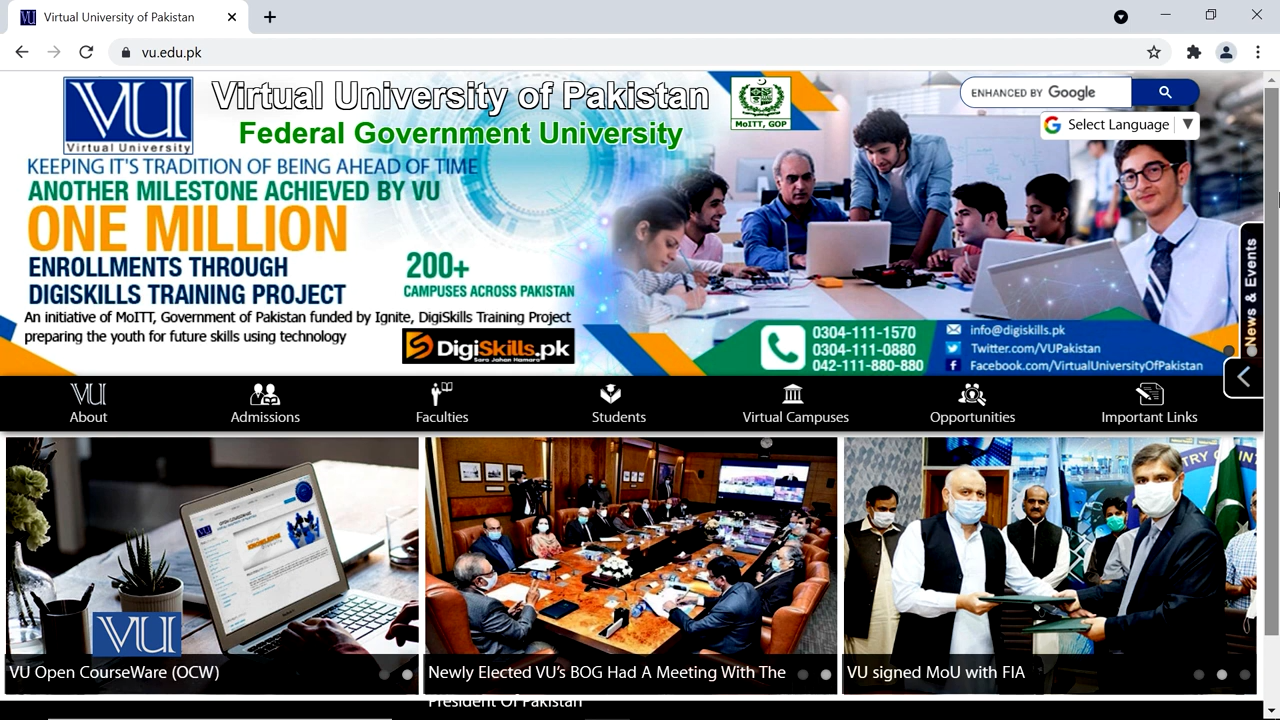 Virtual University of Pakistan
vu.edu.pk
VU
Virtual University
Virtual University of Pakistan
Federal Government University
MoITT, GOP
ENHANCED BY Google
Select Language ▼
KEEPING IT'S TRADITION OF BEING AHEAD OF TIME
ANOTHER MILESTONE ACHIEVED BY VU
ONE MILLION
ENROLLMENTS THROUGH
DIGISKILLS TRAINING PROJECT
200+
CAMPUSES ACROSS PAKISTAN
An initiative of MoITT, Government of Pakistan funded by Ignite, DigiSkills Training Project
preparing the youth for future skills using technology
DigiSkills.pk
Sara Jahan Hamara
0304-111-1570
0304-111-0880
042-111-880-880
info@digiskills.pk
Twitter.com/VUPakistan
Facebook.com/VirtualUniversityOfPakistan
News & Events
VU
About
Admissions
Faculties
Students
Virtual Campuses
Opportunities
Important Links
VU
VU Open CourseWare (OCW)
Newly Elected VU’s BOG Had A Meeting With The
President Of Pakistan
VU signed MoU with FIA